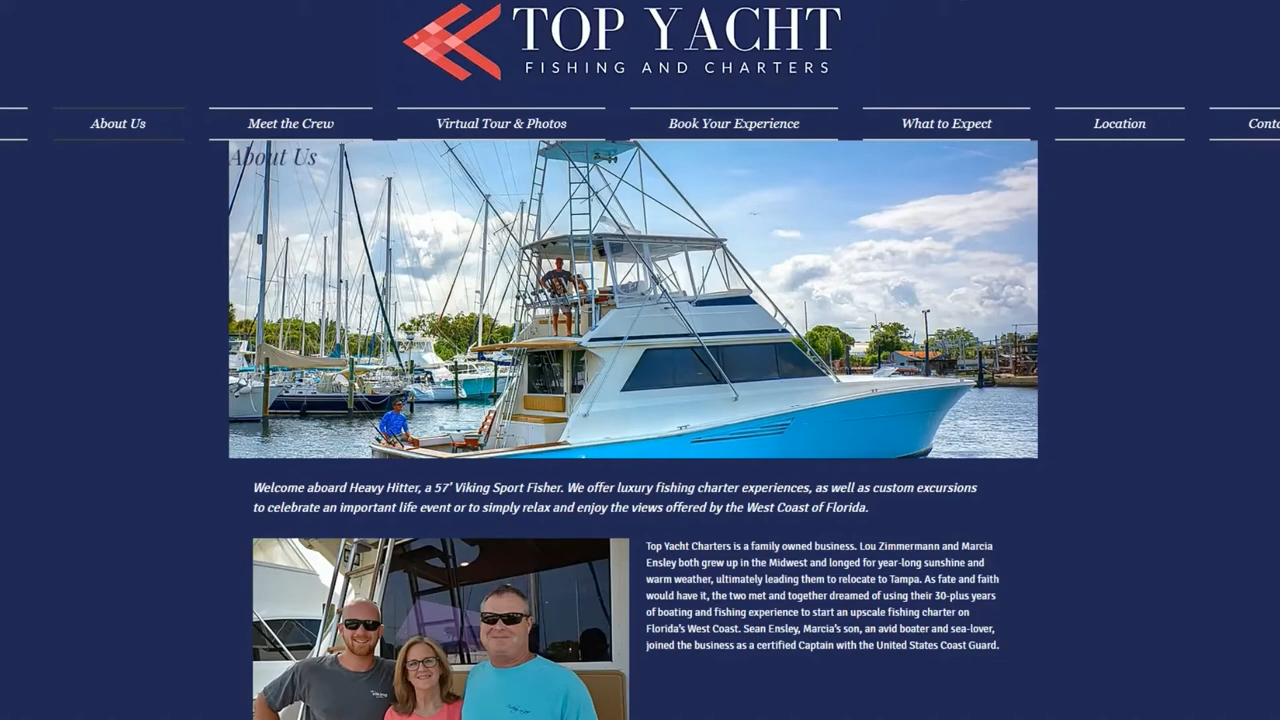 TOP YACHT
FISHING AND CHARTERS
About Us
Meet the Crew
Virtual Tour & Photos
Book Your Experience
What to Expect
Location
About Us
Welcome aboard Heavy Hitter, a 57' Viking Sport Fisher. We offer luxury fishing charter experiences, as well as custom excursions
to celebrate an important life event or to simply relax and enjoy the views offered by the West Coast of Florida.
Top Yacht Charters is a family owned business. Lou Zimmermann and Marcia
Ensley both grew up in the Midwest and longed for year-long sunshine and
warm weather, ultimately leading them to relocate to Tampa. As fate and faith
would have it, the two met and together dreamed of using their 30-plus years
of boating and fishing experience to start an upscale fishing charter on
Florida's West Coast. Sean Ensley, Marcia's son, an avid boater and sea-lover,
joined the business as a certified Captain with the United States Coast Guard.